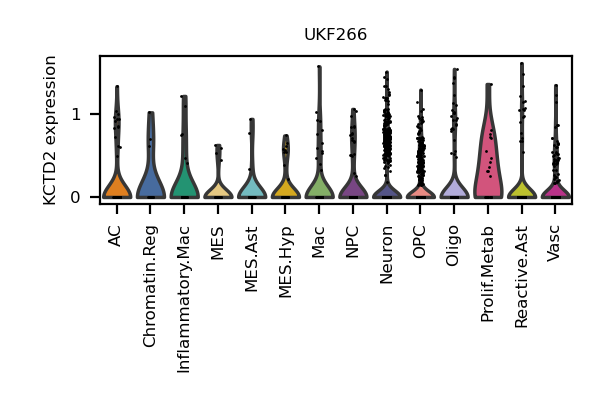 UKF266
KCTD2 expression
1
0
AC
Chromatin.Reg
Inflammatory.Mac
MES
MES.Ast
MES.Hyp
Mac
NPC
Neuron
OPC
Oligo
Prolif.Metab
Reactive.Ast
Vasc